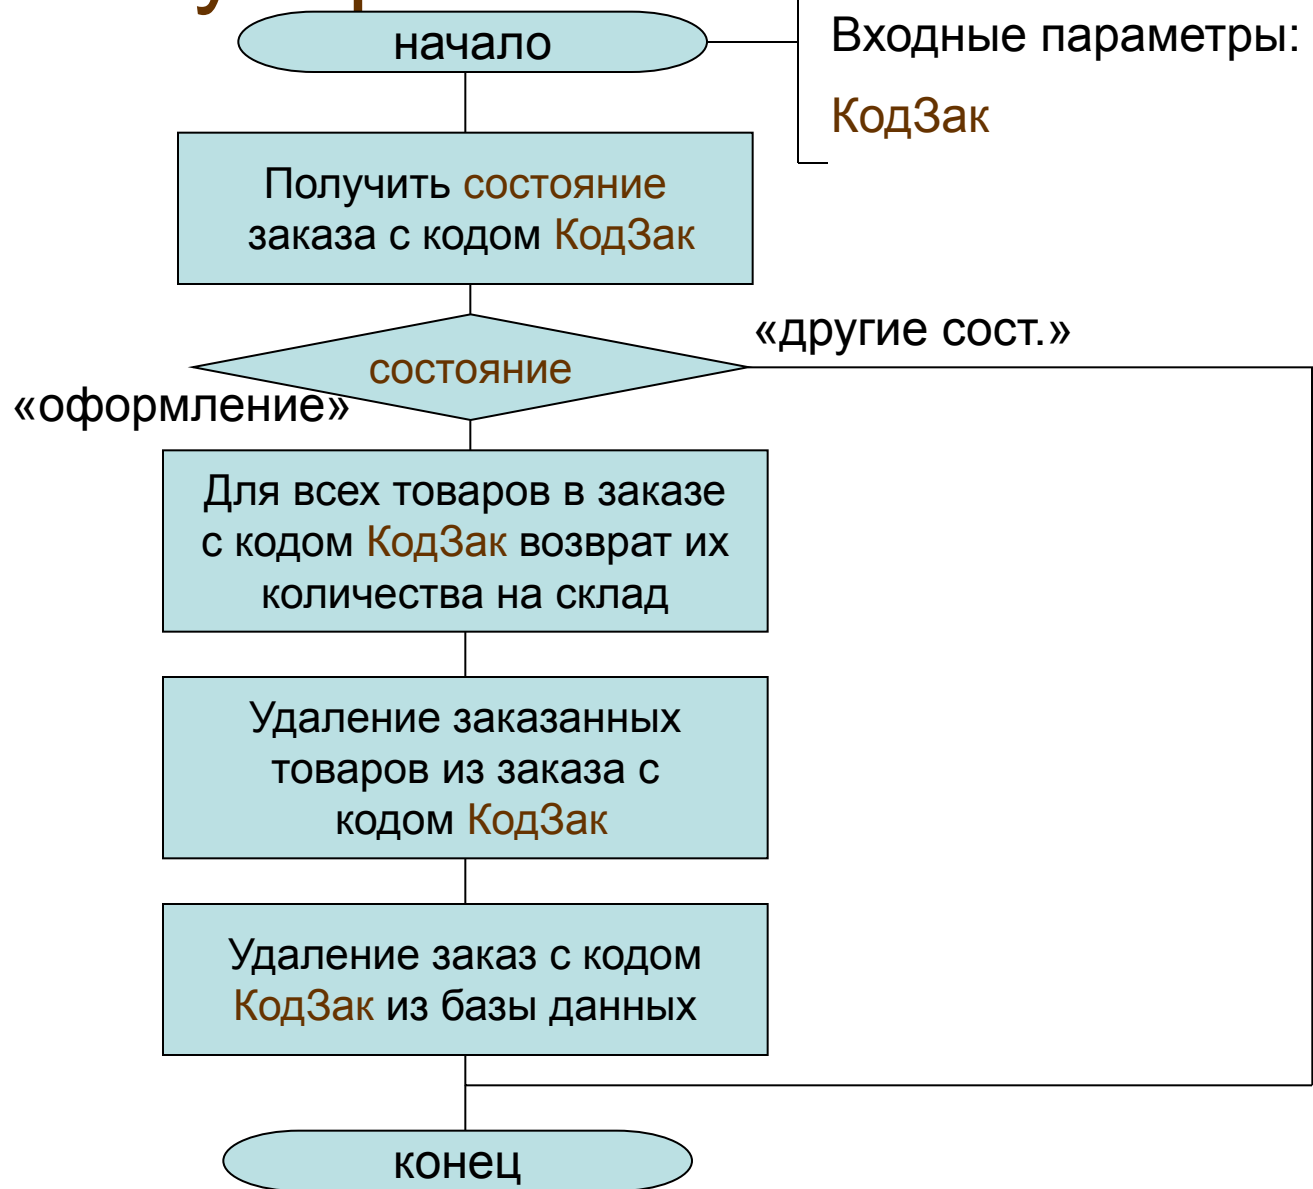 начало
Входные параметры:
КодЗак
Получить состояние
заказа с кодом КодЗак
«другие сост.»
состояние
«оформление»
Для всех товаров в заказе
с кодом КодЗак возврат их
количества на склад
Удаление заказанных
товаров из заказа с
кодом КодЗак
Удаление заказ с кодом
КодЗак из базы данных
конец